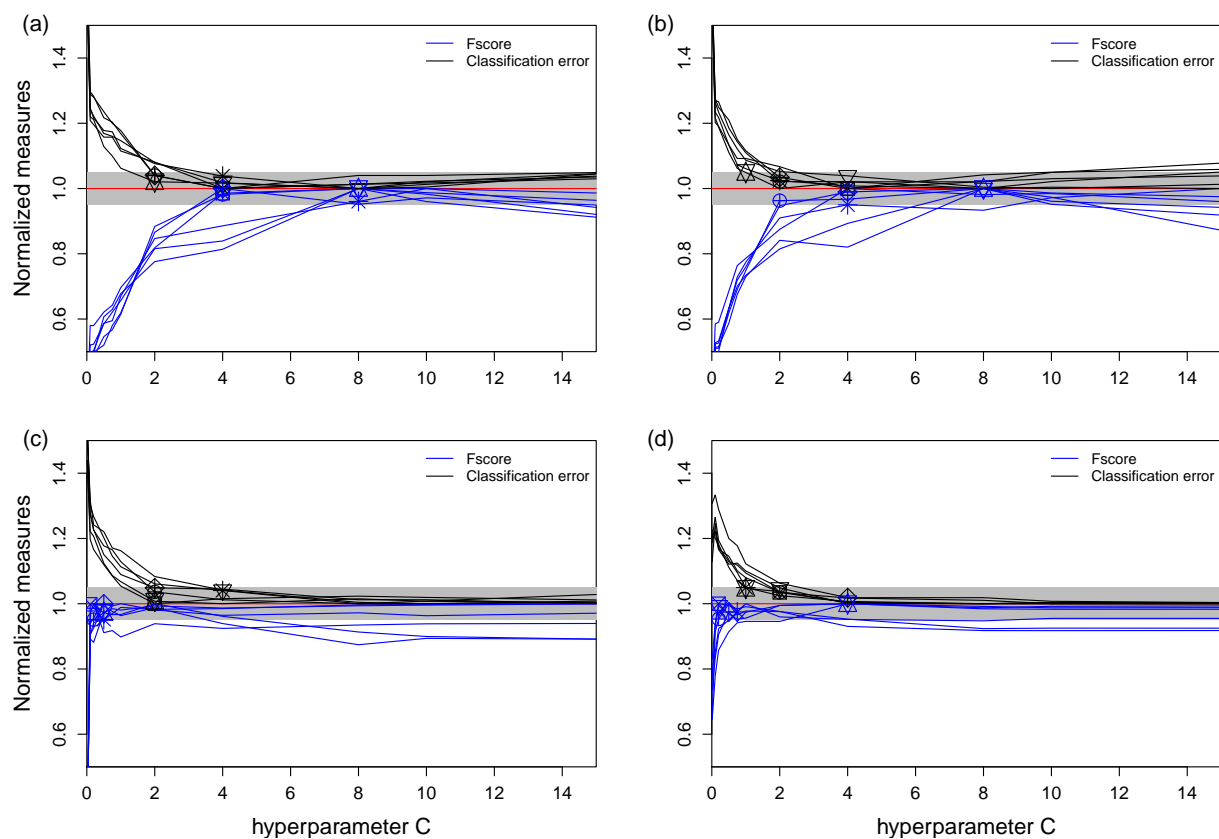 (a)
Normalized measures
1.4
1.2
1.0
0.8
0.6
Fscore
Classification error
0 2 4 6 8 10 12 14
(b)
1.4
1.2
1.0
0.8
0.6
Fscore
Classification error
0 2 4 6 8 10 12 14
(c)
Normalized measures
1.4
1.2
1.0
0.8
0.6
Fscore
Classification error
0 2 4 6 8 10 12 14
hyperparameter C
(d)
1.4
1.2
1.0
0.8
0.6
Fscore
Classification error
0 2 4 6 8 10 12 14
hyperparameter C